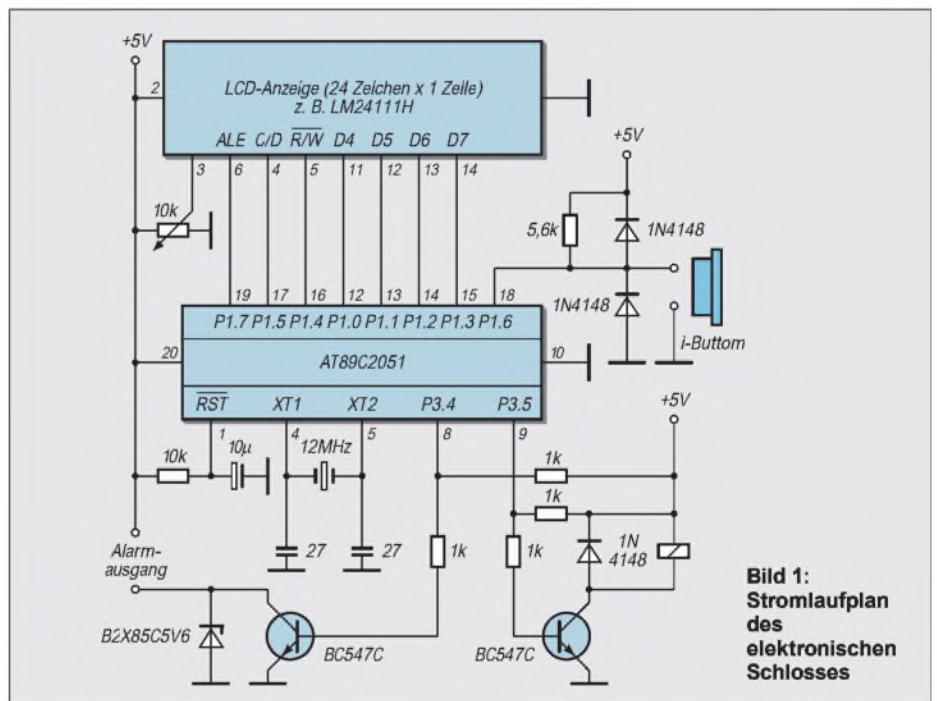 +5V
2
LCD-Anzeige (24 Zeichen x 1 Zeile)
z. B. LM24111H
ALE C/D R/W D4 D5 D6 D7
3 6 4 5 11 12 13 14
+5V
10k
5,6k
1N4148
1N4148
i-Buttom
19 17 16 12 13 14 15 18
P1.7 P1.5 P1.4 P1.0 P1.1 P1.2 P1.3 P1.6
20
AT89C2051
10
RST XT1 XT2 P3.4 P3.5
1 4 5 8 9
+5V
10k
10µ
12MHz
1k
1k
27
27
1k
1k
1N
4148
Alarm-
ausgang
B2X85C5V6
BC547C
BC547C
Bild 1:
Stromlaufplan
des
elektronischen
Schlosses